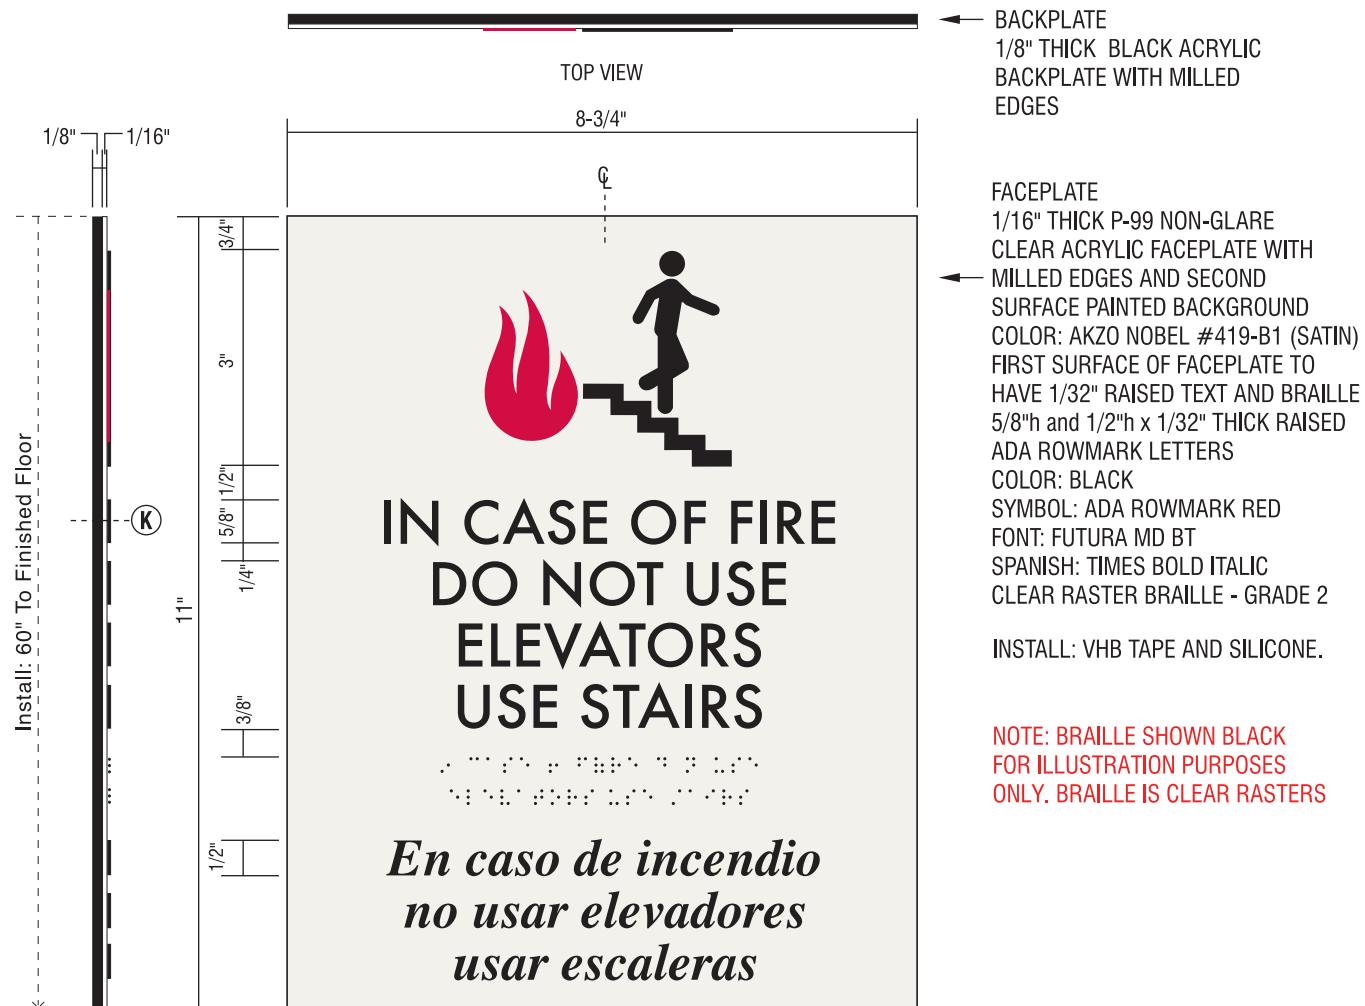 BACKPLATE
1/8" THICK BLACK ACRYLIC
BACKPLATE WITH MILLED
EDGES
TOP VIEW
8-3/4"
1/8"
1/16"
CL
FACEPLATE
1/16" THICK P-99 NON-GLARE
CLEAR ACRYLIC FACEPLATE WITH
MILLED EDGES AND SECOND
SURFACE PAINTED BACKGROUND
COLOR: AKZO NOBEL #419-B1 (SATIN)
FIRST SURFACE OF FACEPLATE TO
HAVE 1/32" RAISED TEXT AND BRAILLE
5/8"h and 1/2"h x 1/32" THICK RAISED
ADA ROWMARK LETTERS
COLOR: BLACK
SYMBOL: ADA ROWMARK RED
FONT: FUTURA MD BT
SPANISH: TIMES BOLD ITALIC
CLEAR RASTER BRAILLE - GRADE 2
INSTALL: VHB TAPE AND SILICONE.
NOTE: BRAILLE SHOWN BLACK
FOR ILLUSTRATION PURPOSES
ONLY. BRAILLE IS CLEAR RASTERS
Install: 60" To Finished Floor
K
11"
3/4"
3"
1/2"
5/8"
1/4"
3/8"
1/2"
IN CASE OF FIRE
DO NOT USE
ELEVATORS
USE STAIRS
En caso de incendio
no usar elevadores
usar escaleras